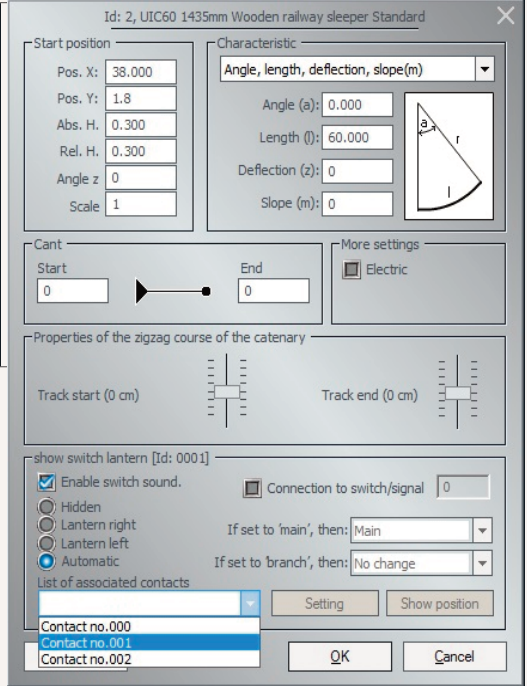 Id: 2, UIC60 1435mm Wooden railway sleeper Standard
Start position
Pos. X: 38.000
Pos. Y: 1.8
Abs. H. 0.300
Rel. H. 0.300
Angle z 0
Scale 1
Characteristic
Angle, length, deflection, slope(m)
Angle (a): 0.000
Length (l): 60.000
Deflection (z): 0
Slope (m): 0
a
r
l
Cant
Start
0
End
0
More settings
Electric
Properties of the zigzag course of the catenary
Track start (0 cm)
Track end (0 cm)
show switch lantern [Id: 0001]
Enable switch sound.
Hidden
Lantern right
Lantern left
Automatic
Connection to switch/signal 0
If set to 'main', then: Main
If set to 'branch', then: No change
List of associated contacts
Setting
Show position
Contact no.000
Contact no.001
Contact no.002
OK
Cancel